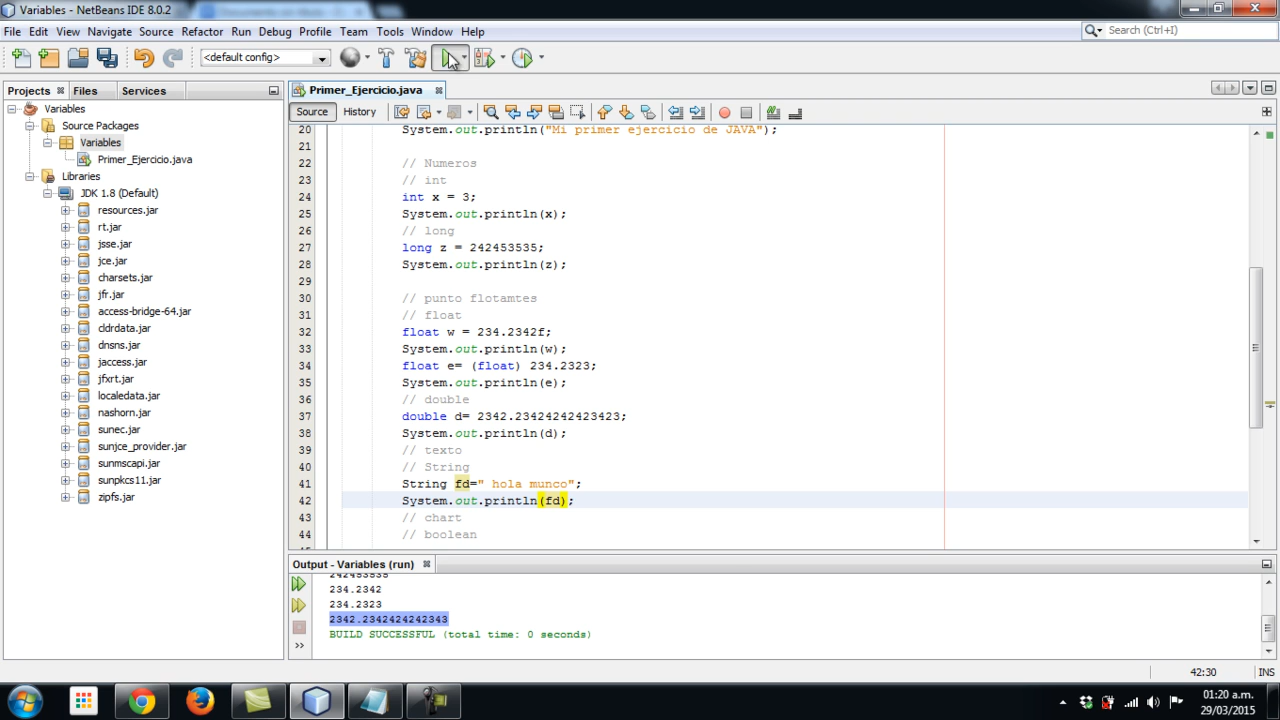 Variables - NetBeans IDE 8.0.2
File Edit View Navigate Source Refactor Run Debug Profile Team Tools Window Help
Search (Ctrl+I)
<default config>
Projects Files Services
Variables
Source Packages
Variables
Primer_Ejercicio.java
Libraries
JDK 1.8 (Default)
resources.jar
rt.jar
jsse.jar
jce.jar
charsets.jar
jfr.jar
access-bridge-64.jar
cldrdata.jar
dnsns.jar
jaccess.jar
jfxrt.jar
localedata.jar
nashorn.jar
sunec.jar
sunjce_provider.jar
sunmscapi.jar
sunpkcs11.jar
zipfs.jar
Primer_Ejercicio.java
Source History
20 System.out.println("Mi primer ejercicio de JAVA");
21
22 // Numeros
23 // int
24 int x = 3;
25 System.out.println(x);
26 // long
27 long z = 242453535;
28 System.out.println(z);
29
30 // punto flotamtes
31 // float
32 float w = 234.2342f;
33 System.out.println(w);
34 float e= (float) 234.2323;
35 System.out.println(e);
36 // double
37 double d= 2342.23424242423423;
38 System.out.println(d);
39 // texto
40 // String
41 String fd=" hola munco";
42 System.out.println(fd);
43 // chart
44 // boolean
Output - Variables (run)
242453535
234.2342
234.2323
2342.2342424242343
BUILD SUCCESSFUL (total time: 0 seconds)
42:30 INS
01:20 a.m.
29/03/2015